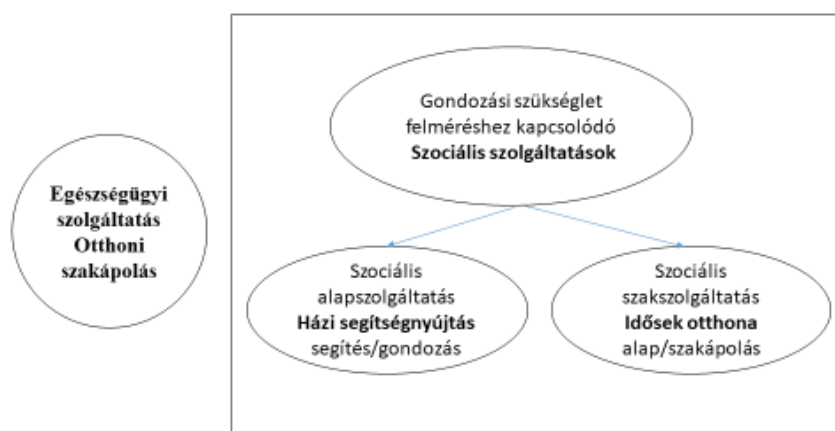 Egészségügyi
szolgáltatás
Otthoni
szakápolás
Gondozási szükséglet
felméréshez kapcsolódó
Szociális szolgáltatások
Szociális
alapszolgáltatás
Házi segítségnyújtás
segítés/gondozás
Szociális
szakszolgáltatás
Idősek otthona
alap/szakápolás